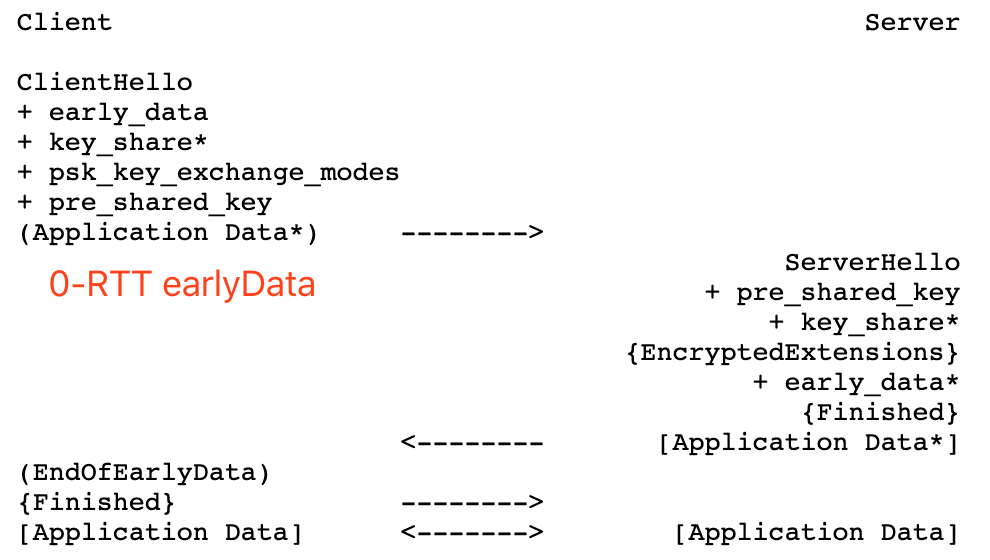 Client Server
ClientHello
+ early_data
+ key_share*
+ psk_key_exchange_modes
+ pre_shared_key
(Application Data*) -------->
ServerHello
0-RTT earlyData
+ pre_shared_key
+ key_share*
{EncryptedExtensions}
+ early_data*
{Finished}
<-------- [Application Data*]
(EndOfEarlyData)
{Finished} -------->
[Application Data] <-------> [Application Data]